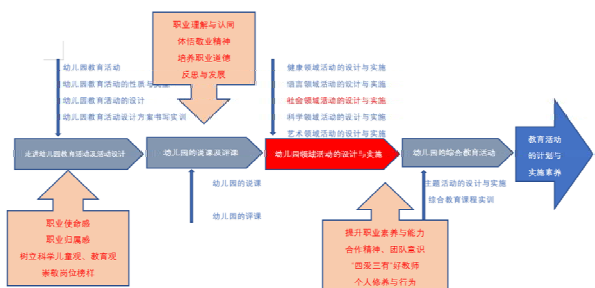 职业理解与认同
体悟敬业精神
培养职业道德
反思与发展
幼儿园教育活动
幼儿园教育活动的性质与
幼儿园教育活动的设计
幼儿园教育活动设计方案书写实训
健康领域活动的设计与实施
语言领域活动的设计与实施
社会领域活动的设计与实施
科学领域活动的设计与实施
艺术领域活动的设计与实施
走进幼儿园教育活动及活动设计
幼儿园的说课及评课
幼儿园领域活动的设计与实施
幼儿园的综合教育活动
教育活动
的计划与
实施素养
幼儿园的说课
幼儿园的评课
主题活动的设计与实施
综合教育课程实训
职业使命感
职业归属感
树立科学儿童观、教育观
崇敬岗位榜样
提升职业素养与能力
合作精神、团队意识
“四爱三有”好教师
个人修养与行为